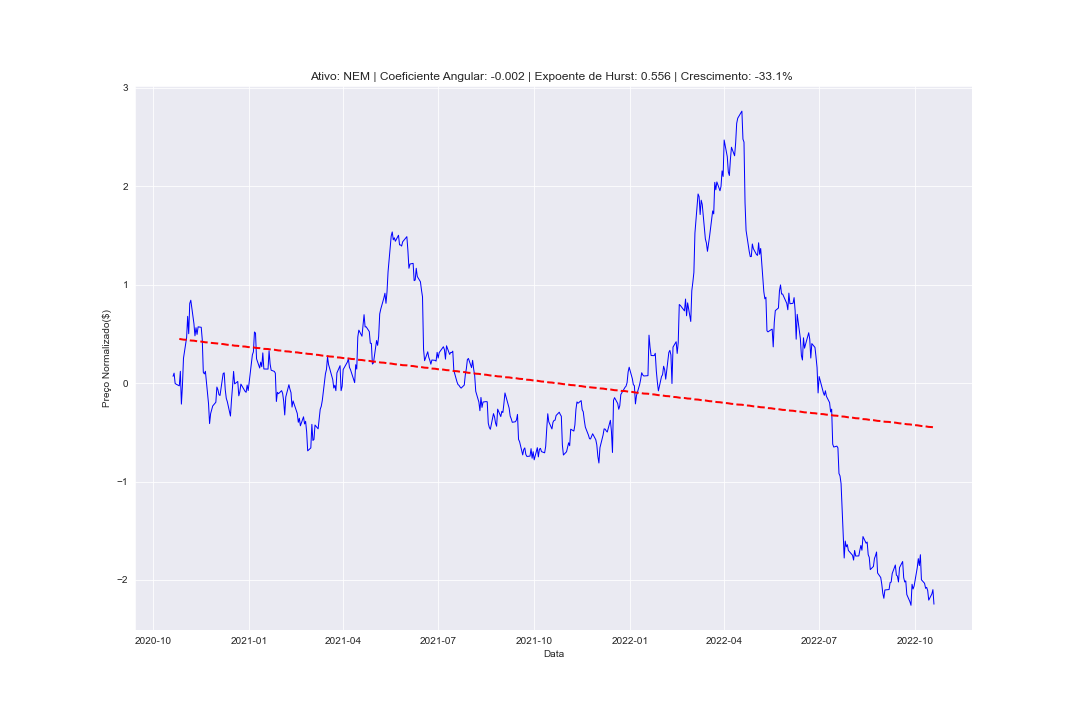 Ativo: NEM | Coeficiente Angular: -0.002 | Expoente de Hurst: 0.556 | Crescimento: -33.1%
3
2
1
0
−1
−2
Preço Normalizado($)
2020-10 2021-01 2021-04 2021-07 2021-10 2022-01 2022-04 2022-07 2022-10
Data